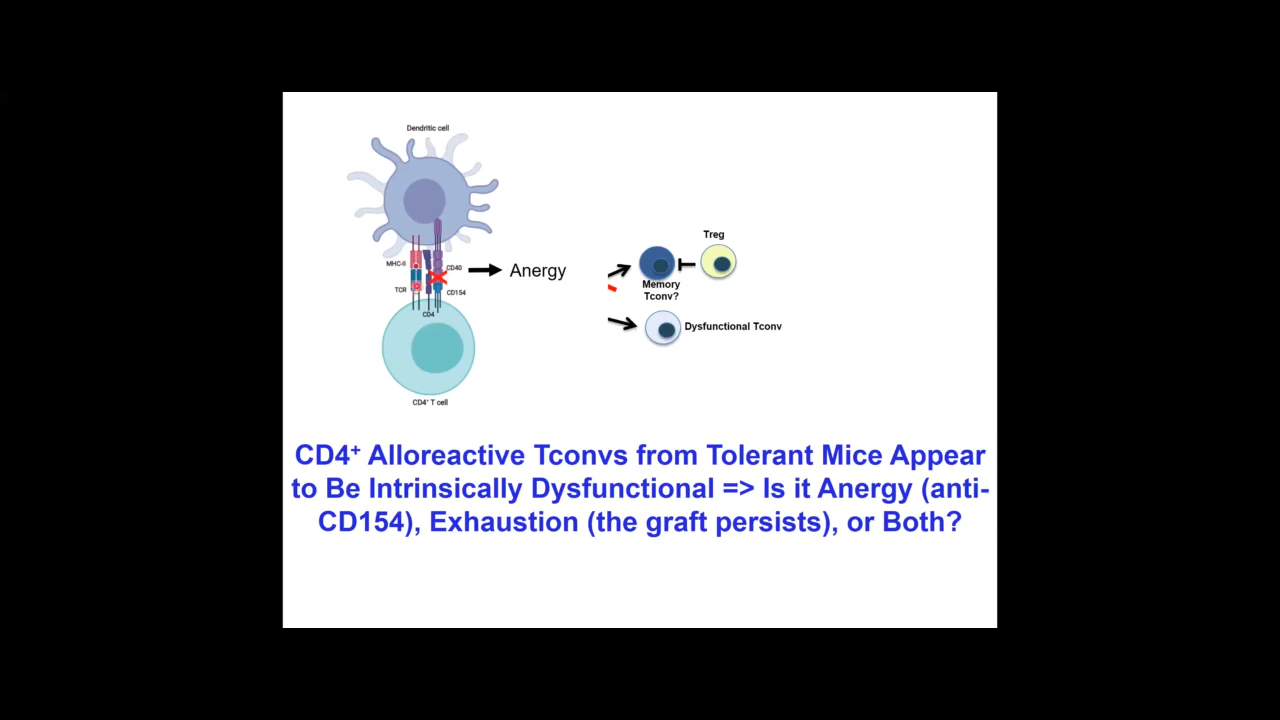 Dendritic cell
MHC-II
CD40
TCR
CD154
CD4
CD4⁺ T cell
Anergy
Treg
Memory
Tconv?
Dysfunctional Tconv
CD4⁺ Alloreactive Tconvs from Tolerant Mice Appear
to Be Intrinsically Dysfunctional => Is it Anergy (anti-
CD154), Exhaustion (the graft persists), or Both?